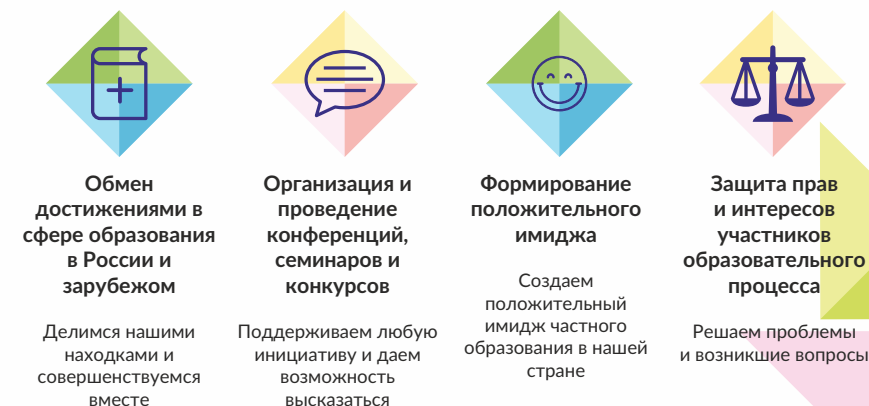 Обмен
достижениями в
сфере образования
в России и
зарубежом
Делимся нашими
находками и
совершенствуемся
вместе
Организация и
проведение
конференций,
семинаров и
конкурсов
Поддерживаем любую
инициативу и даем
возможность
высказаться
Формирование
положительного
имиджа
Создаем
положительный
имидж частного
образования в нашей
стране
Защита прав
и интересов
участников
образовательного
процесса
Решаем проблемы
и возникшие вопросы